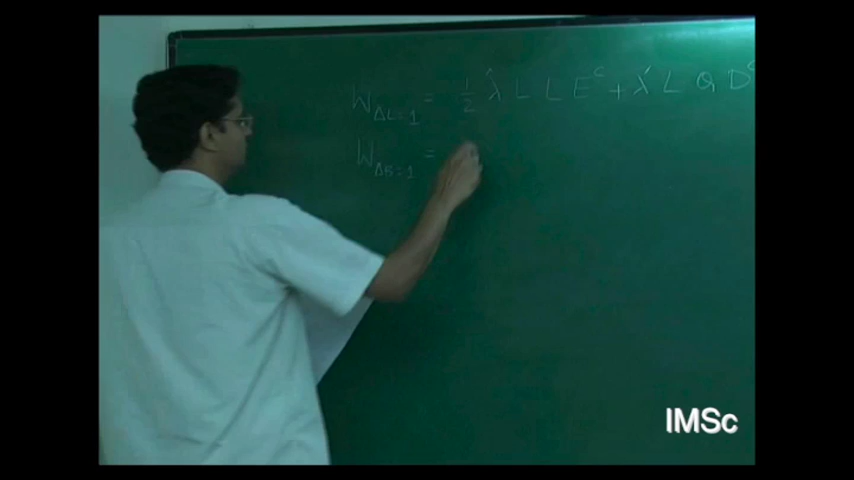 W_{ΔL=1} = 1/2 λ L L E^c + λ' L Q D^c
W_{ΔB=1} =
IMSc